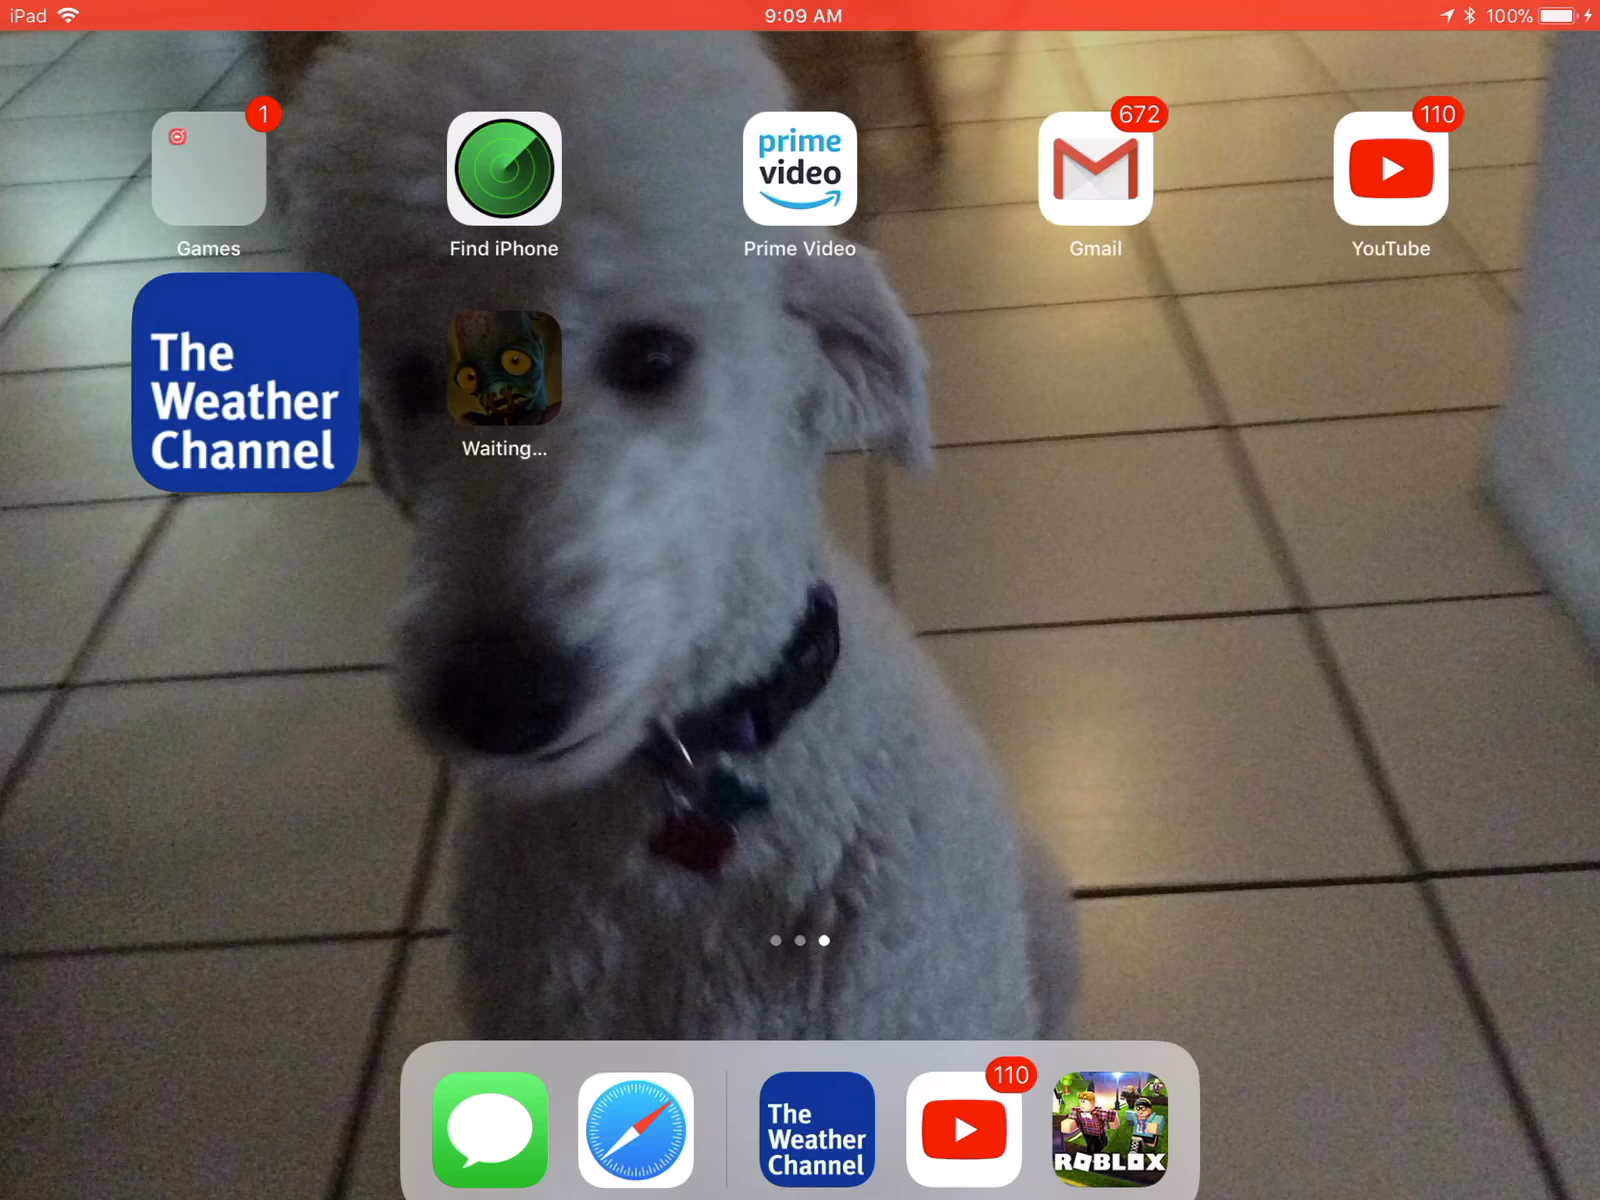 iPad
9:09 AM
100%
1
672
110
prime
video
Games
Find iPhone
Prime Video
Gmail
YouTube
The
Weather
Channel
Waiting...
110
The
Weather
Channel
ROBLOX